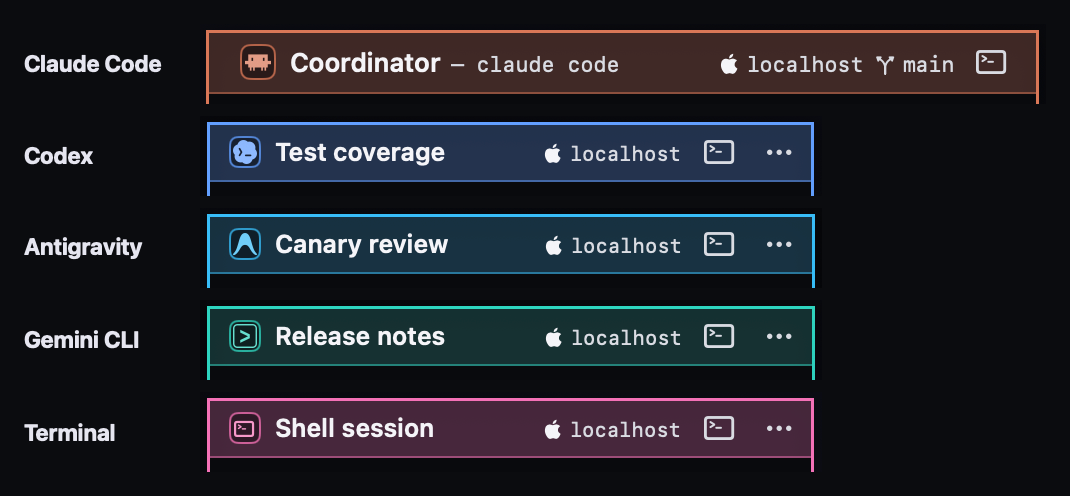 Claude Code Coordinator — claude code localhost main
Codex Test coverage localhost ...
Antigravity Canary review localhost ...
Gemini CLI Release notes localhost ...
Terminal Shell session localhost ...